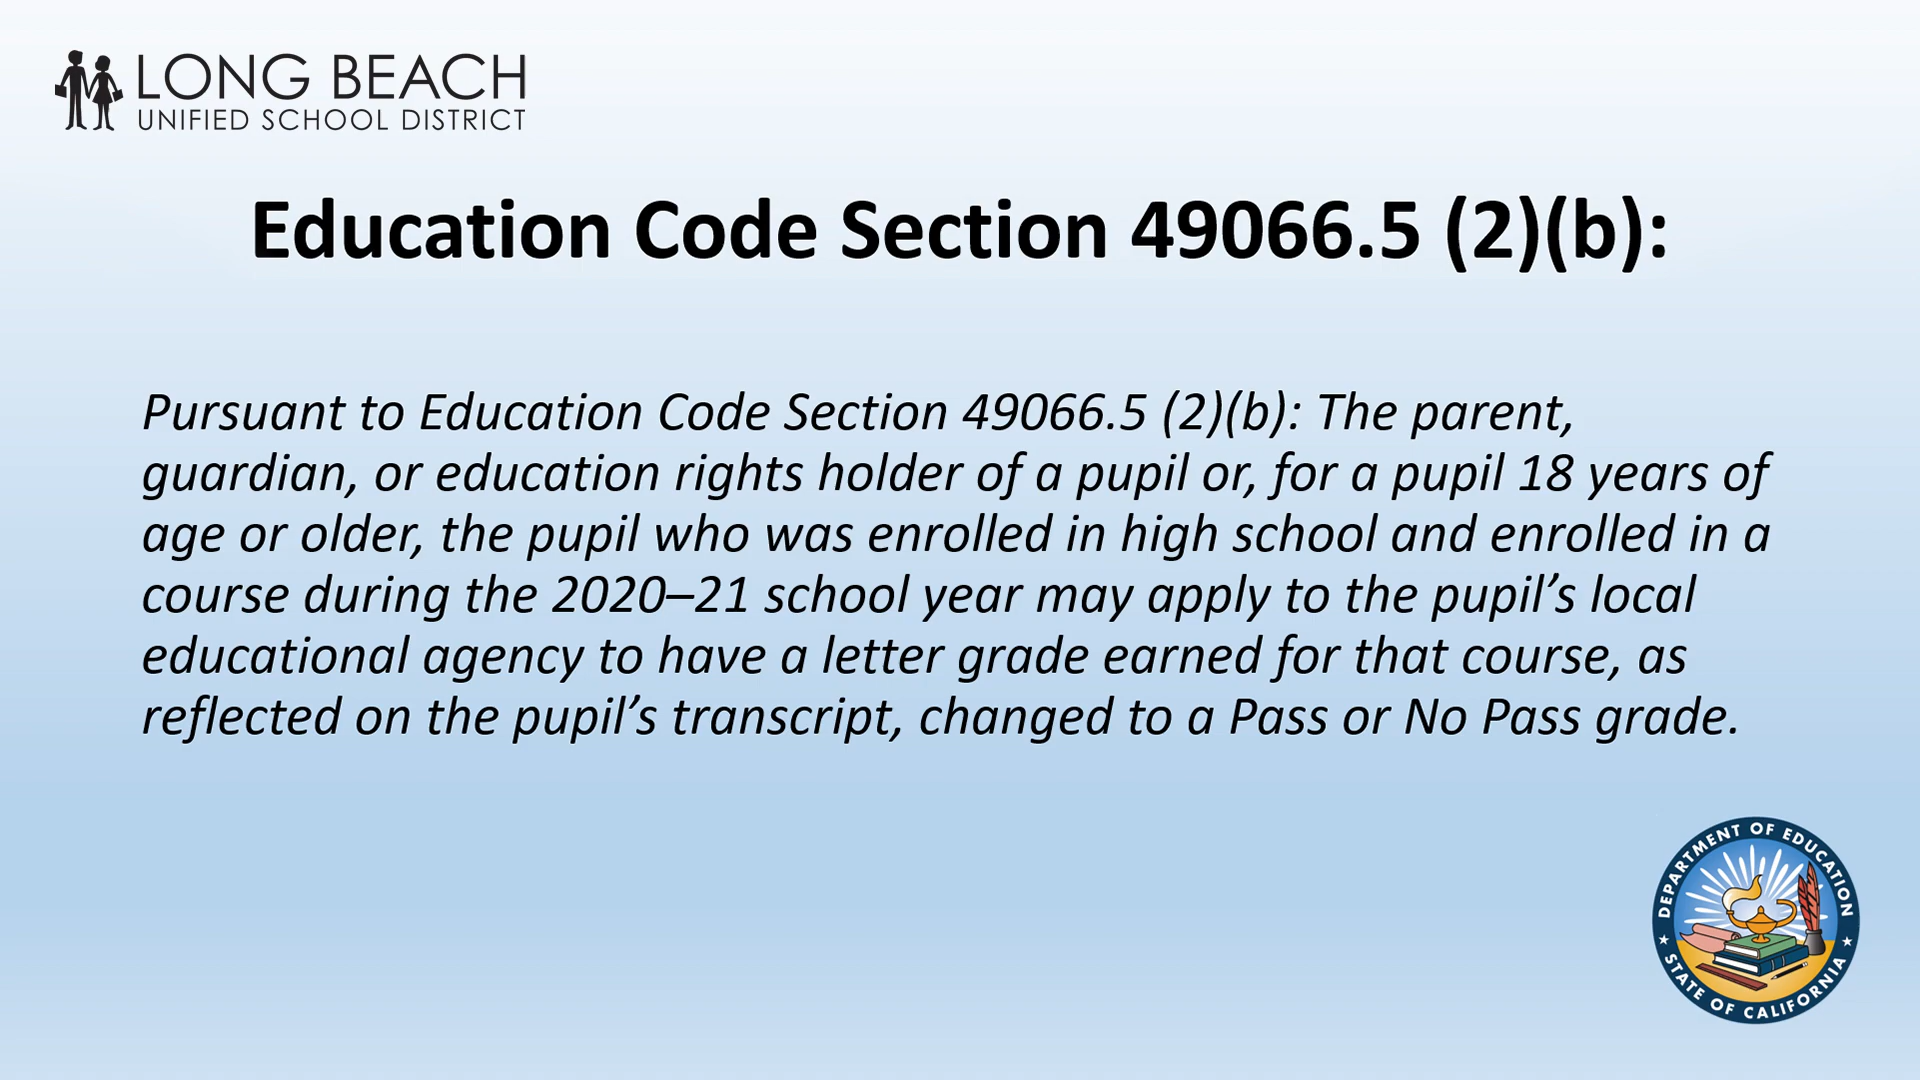 LONG BEACH
UNIFIED SCHOOL DISTRICT
Education Code Section 49066.5 (2)(b):
Pursuant to Education Code Section 49066.5 (2)(b): The parent,
guardian, or education rights holder of a pupil or, for a pupil 18 years of
age or older, the pupil who was enrolled in high school and enrolled in a
course during the 2020–21 school year may apply to the pupil’s local
educational agency to have a letter grade earned for that course, as
reflected on the pupil’s transcript, changed to a Pass or No Pass grade.
DEPARTMENT OF EDUCATION
STATE OF CALIFORNIA